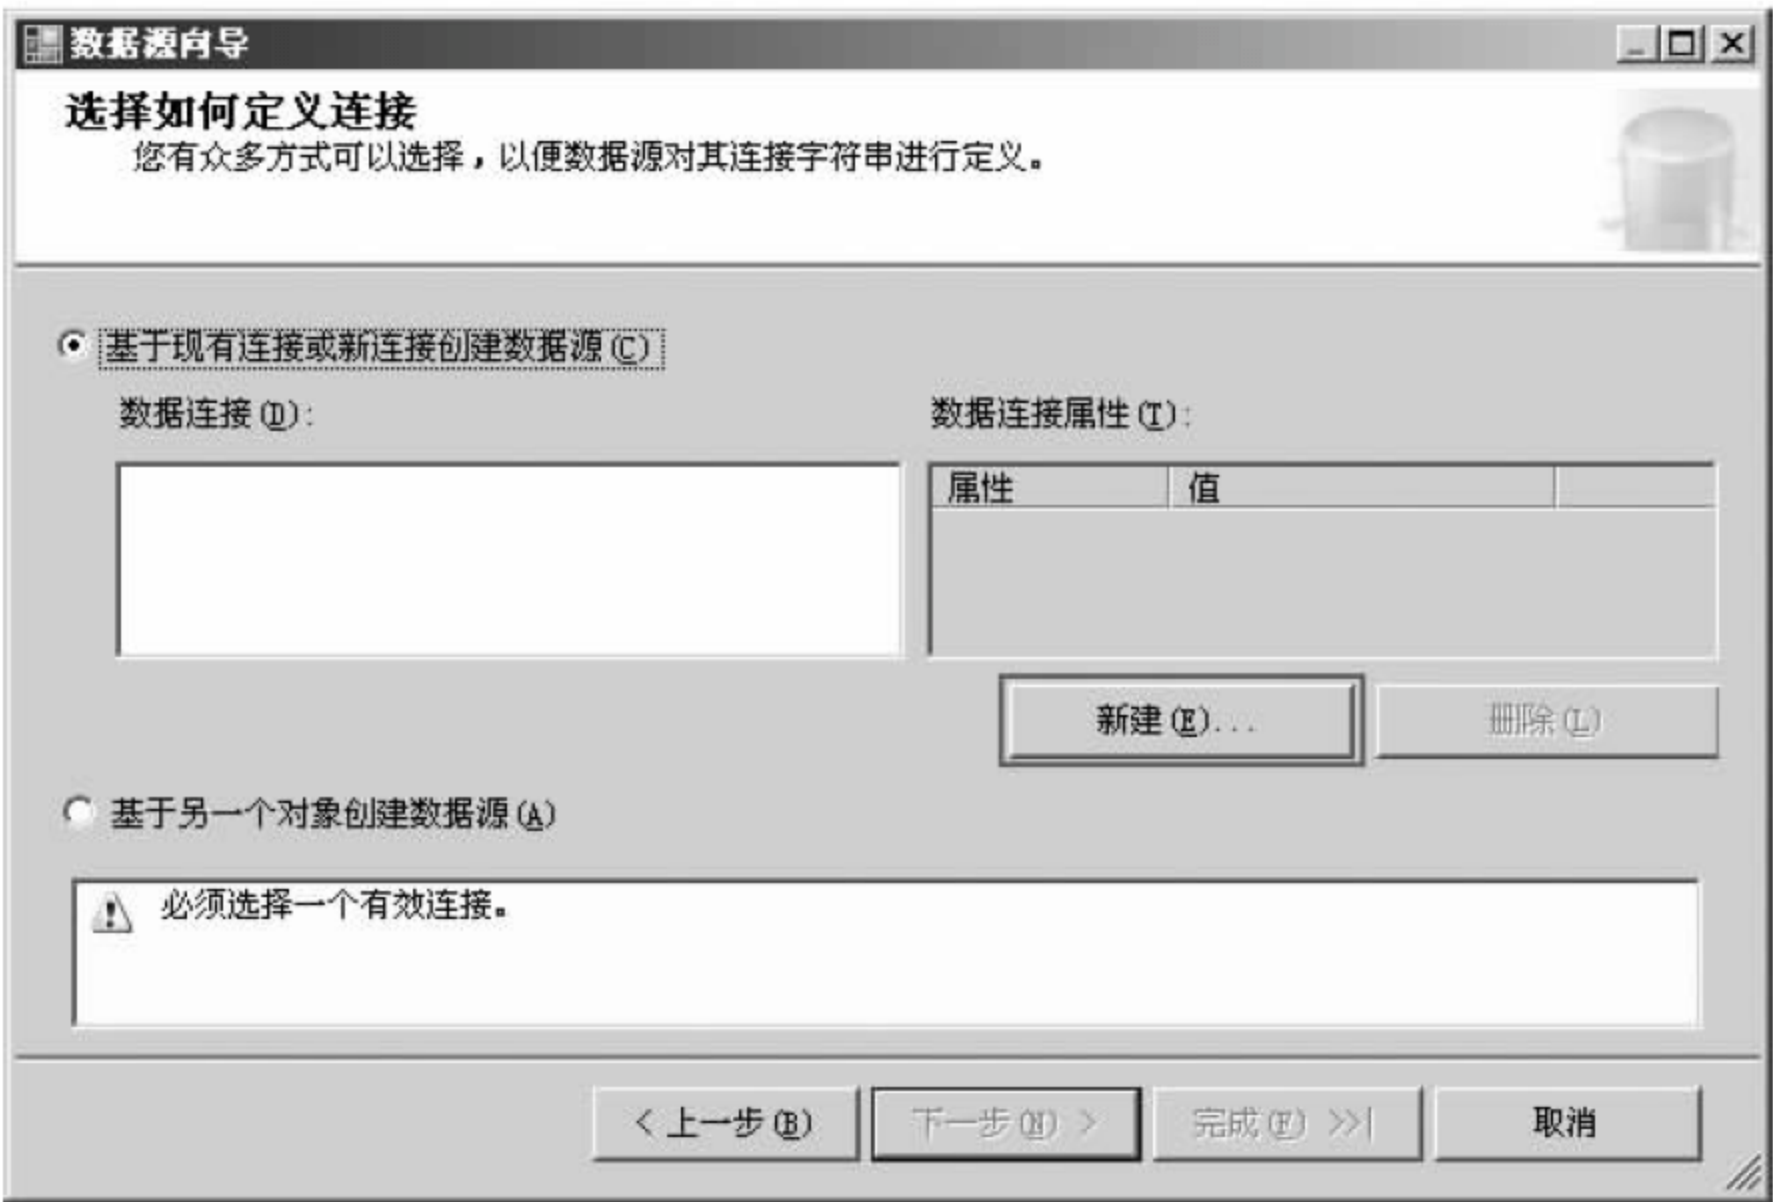 数据源向导
选择如何定义连接
您有众多方式可以选择，以便数据源对其连接字符串进行定义。
基于现有连接或新连接创建数据源(C)
数据连接(D):
数据连接属性(T):
属性 值
新建(E)... 删除(L)
基于另一个对象创建数据源(A)
必须选择一个有效连接。
< 上一步(B) 下一步(N) > 完成(F) >>| 取消